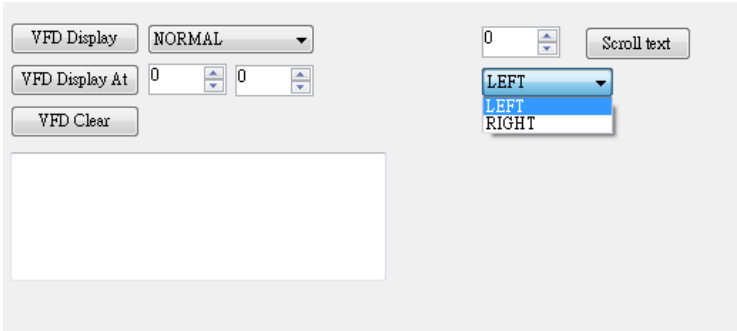 VFD Display NORMAL 0 Scroll text
VFD Display At 0 0 LEFT
LEFT
RIGHT
VFD Clear